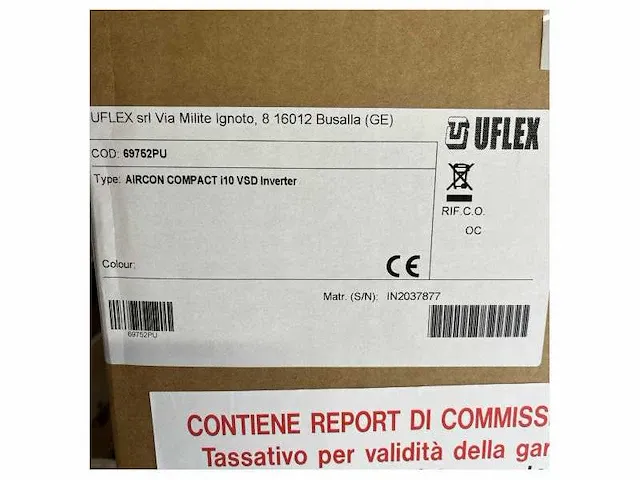 UFLEX srl Via Milite Ignoto, 8 16012 Busalla (GE)
UFLEX
COD: 69752PU
Type: AIRCON COMPACT i10 VSD Inverter
RIF.C.O.
OC
Colour:
CE
Matr. (S/N): IN2037877
69752PU
CONTIENE REPORT DI COMMISS
Tassativo per validità della gar